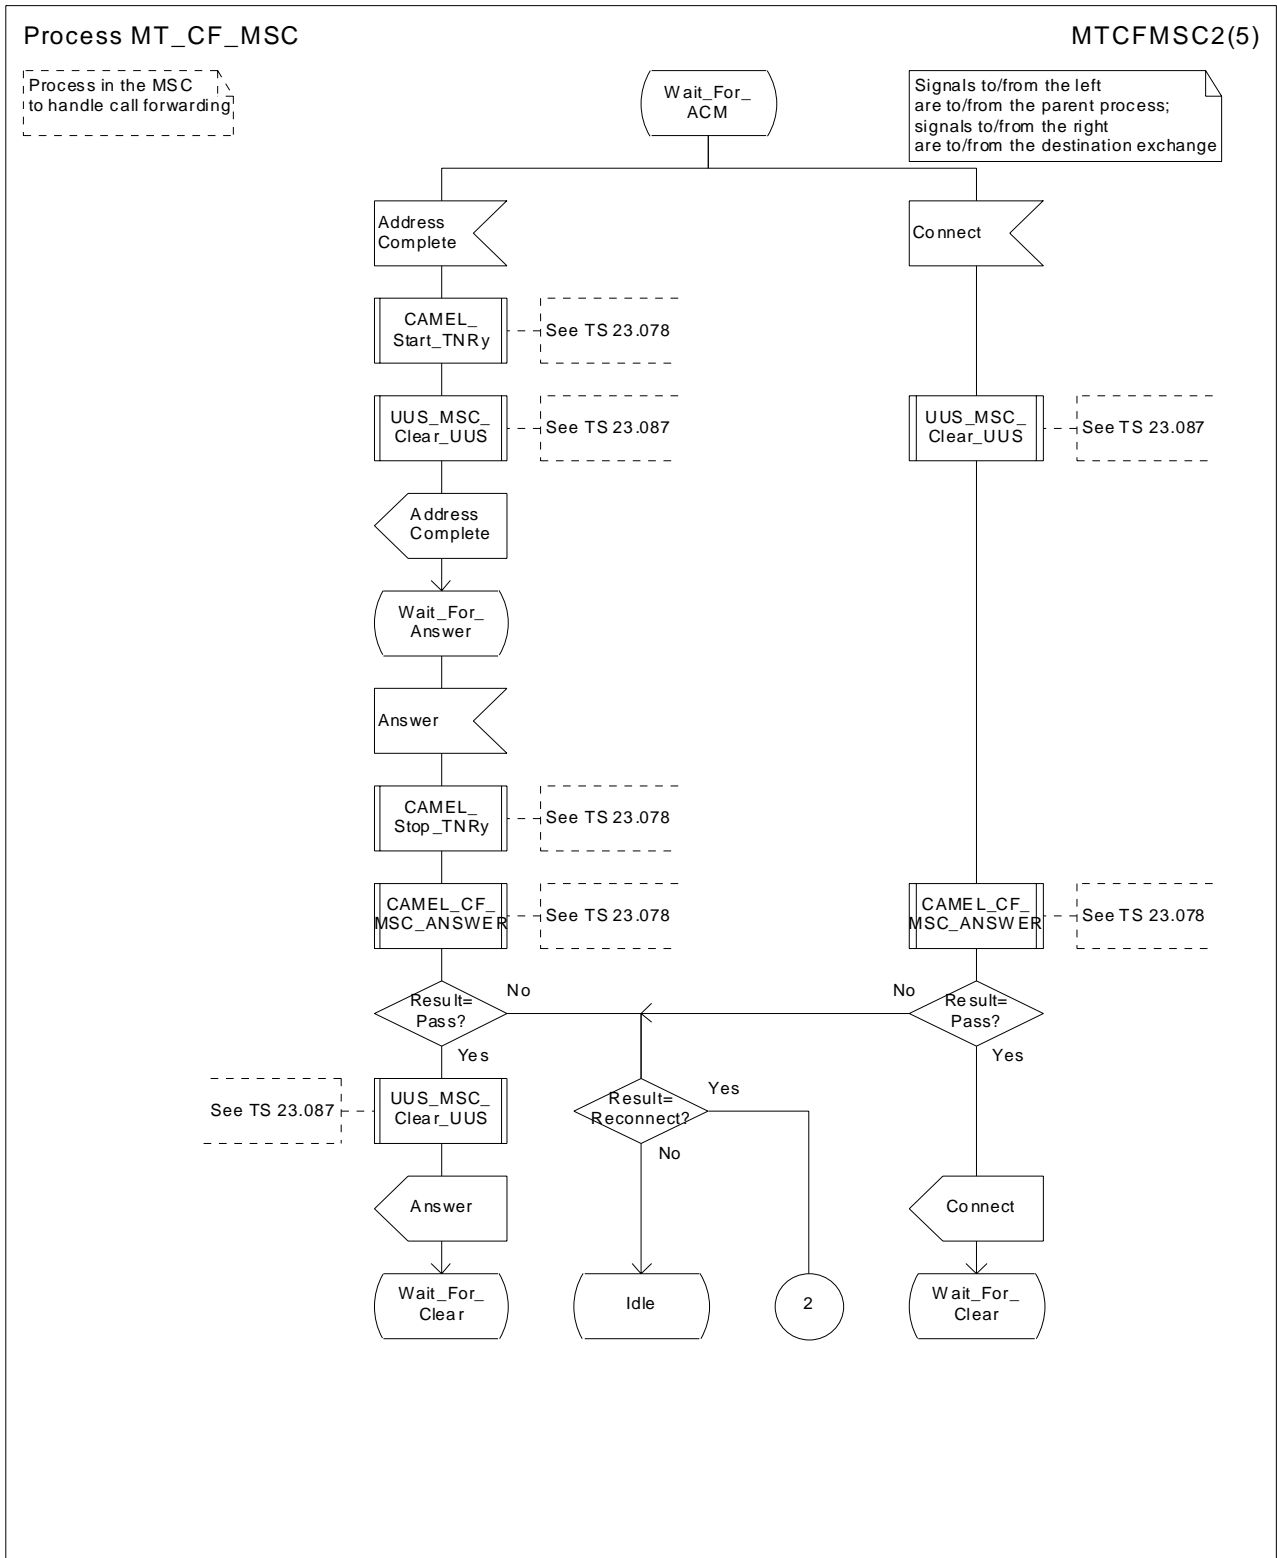 Process MT_CF_MSC
MTCFMSC2(5)
Process in the MSC
to handle call forwarding
Wait_For_
ACM
Signals to/from the left
are to/from the parent process;
signals to/from the right
are to/from the destination exchange
Address
Complete
Connect
CAMEL_
Start_TNRy
See TS 23.078
UUS_MSC_
Clear_UUS
See TS 23.087
UUS_MSC_
Clear_UUS
See TS 23.087
Address
Complete
Wait_For_
Answer
Answer
CAMEL_
Stop_TNRy
See TS 23.078
CAMEL_CF_
MSC_ANSWER
See TS 23.078
CAMEL_CF_
MSC_ANSWER
See TS 23.078
Result=
Pass?
No
No
Result=
Pass?
Yes
Yes
See TS 23.087
UUS_MSC_
Clear_UUS
Result=
Reconnect?
Yes
No
Answer
Connect
Wait_For_
Clear
Idle
2
Wait_For_
Clear